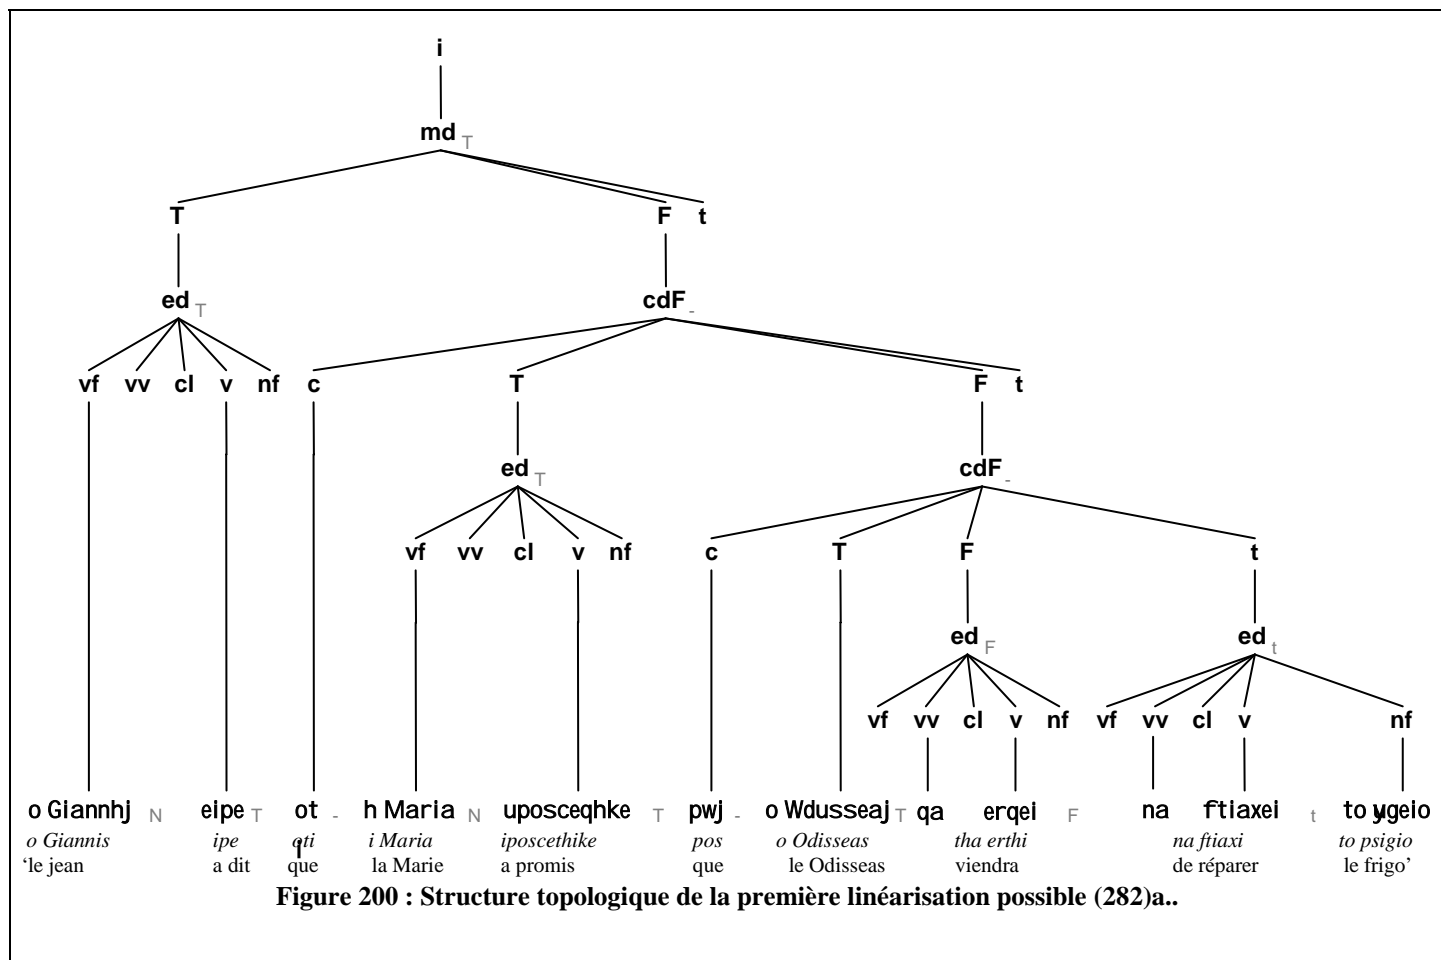 i
md T
T F t
ed T cdF -
vf vv cl v nf c T F t
ed T cdF -
vf vv cl v nf c T F t
ed F ed t
vf vv cl v nf vf vv cl v nf
o Giannhj N eipe T oti - h Maria N uposceqhke T pwj - o Wdusseaj T qa erqei F na ftiaxei t to yygeio
o Giannis ipe oti i Maria iposcethike pos o Odisseas tha erthi na ftiaxi to psigio
‘le jean a dit que la Marie a promis que le Odisseas viendra de réparer le frigo’
Figure 200 : Structure topologique de la première linéarisation possible (282)a..